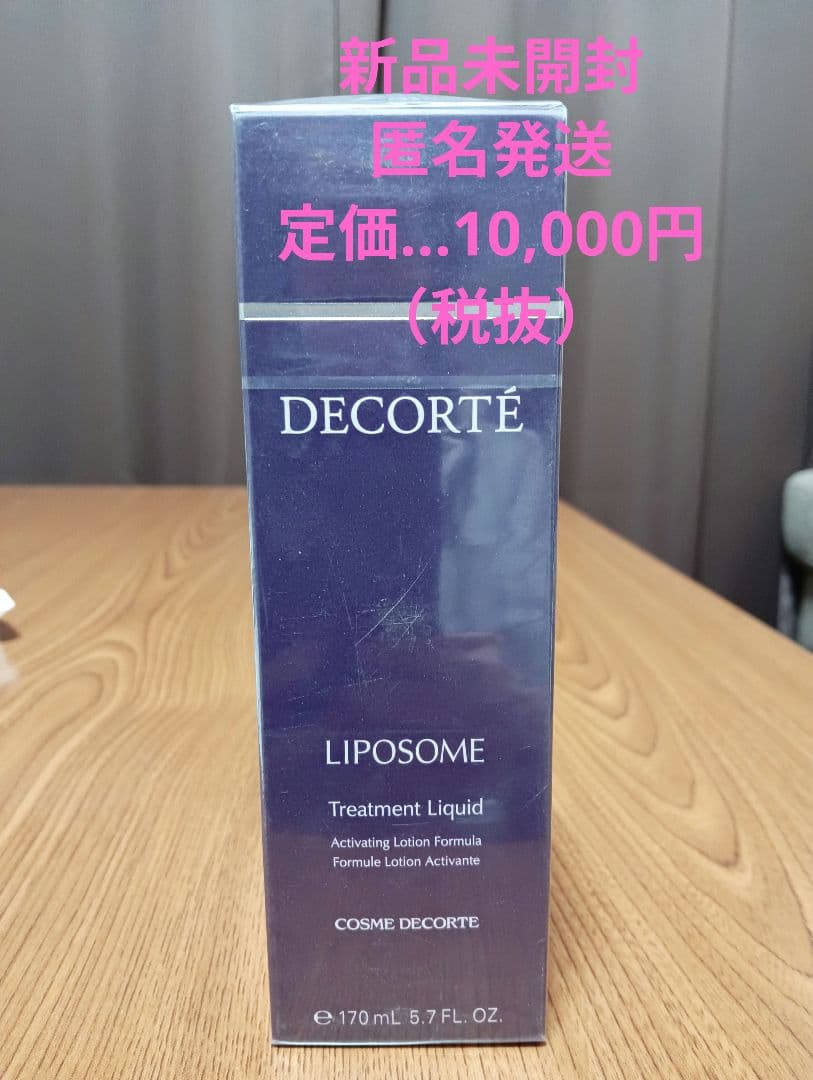 新品未開封
匿名発送
定価...10,000円
（税抜）
DECORTÉ
LIPOSOME
Treatment Liquid
Activating Lotion Formula
Formule Lotion Activante
COSME DECORTE
℮ 170 mL 5.7 FL. OZ.